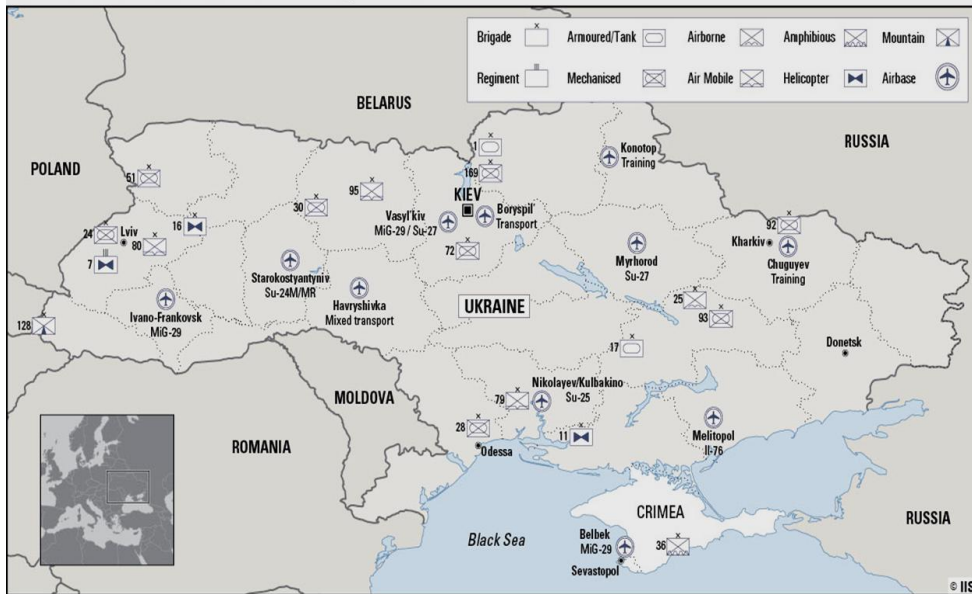 Brigade
Armoured/Tank
Airborne
Amphibious
Mountain
Regiment
Mechanised
Air Mobile
Helicopter
Airbase
BELARUS
RUSSIA
POLAND
x
1
x
169
Konotop
Training
x
51
x
95
x
30
KIEV
Vasyl'kiv
MiG-29 / Su-27
Boryspil'
Transport
x
16
x
24
Lviv
x
80
III
7
x
72
x
92
Kharkiv
Chuguyev
Training
Myrhorod
Su-27
Starokostyantyniv
Su-24M/MR
Havryshivka
Mixed transport
Ivano-Frankovsk
MiG-29
UKRAINE
x
25
x
93
x
128
x
17
Donetsk
MOLDOVA
Nikolayev/Kulbakino
Su-25
x
79
x
28
Odessa
x
11
Melitopol
Il-76
ROMANIA
CRIMEA
RUSSIA
Black Sea
Belbek
MiG-29
x
36
Sevastopol
© IIS